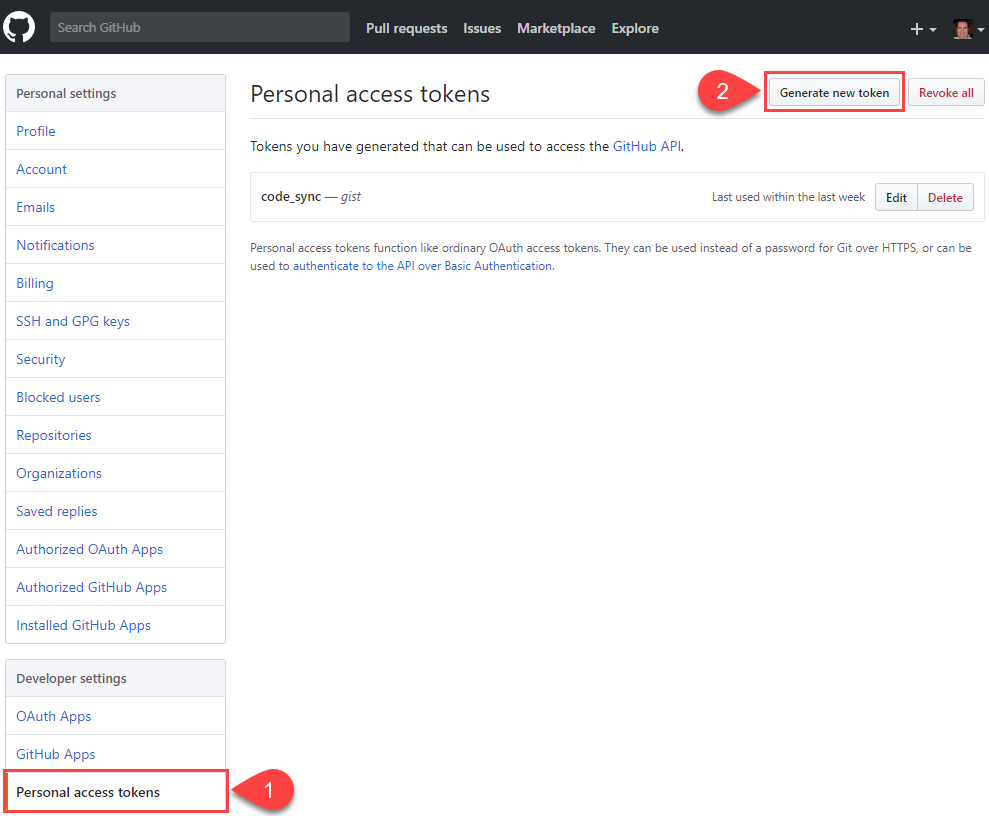 Search GitHub
Pull requests
Issues
Marketplace
Explore
Personal settings
Profile
Account
Emails
Notifications
Billing
SSH and GPG keys
Security
Blocked users
Repositories
Organizations
Saved replies
Authorized OAuth Apps
Authorized GitHub Apps
Installed GitHub Apps
Developer settings
OAuth Apps
GitHub Apps
Personal access tokens
1
Personal access tokens
2
Generate new token
Revoke all
Tokens you have generated that can be used to access the GitHub API.
code_sync — gist
Last used within the last week
Edit
Delete
Personal access tokens function like ordinary OAuth access tokens. They can be used instead of a password for Git over HTTPS, or can be
used to authenticate to the API over Basic Authentication.